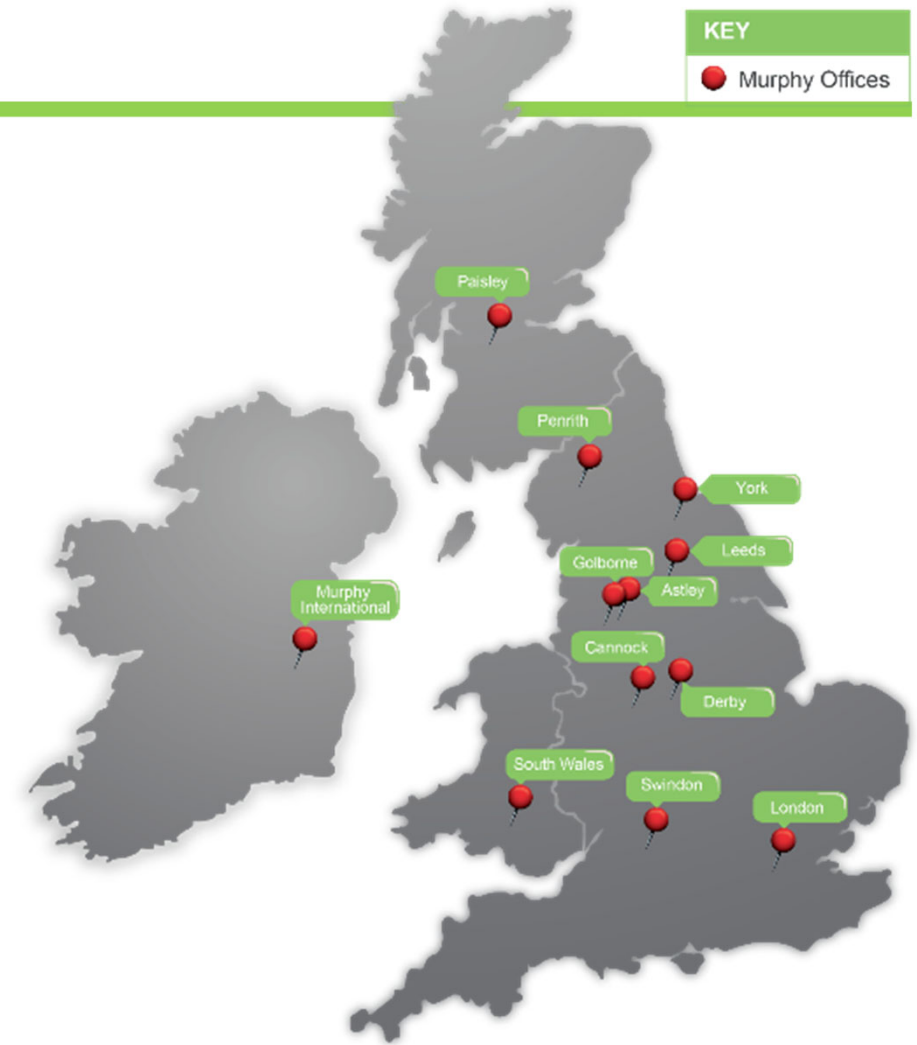 KEY
Murphy Offices
Paisley
Penrith
York
Leeds
Golborne
Astley
Murphy
International
Cannock
Derby
South Wales
Swindon
London